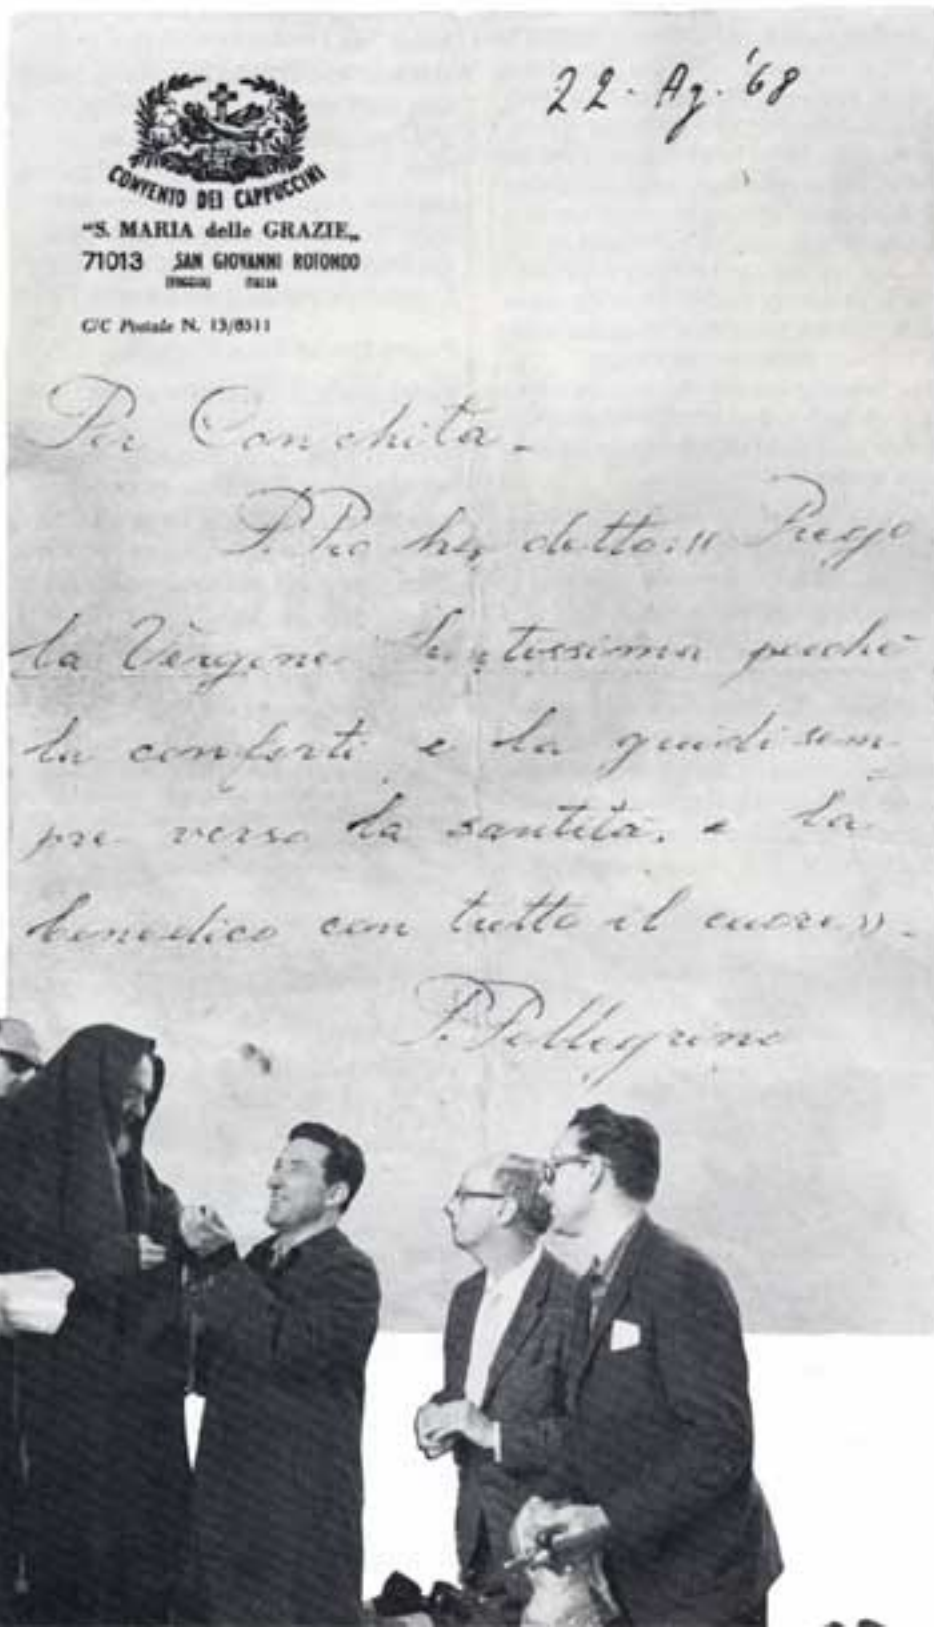 22-Ag-'68
CONVENTO DEI CAPPUCCINI
"S. MARIA delle GRAZIE„
71013 SAN GIOVANNI ROTONDO
(FOGGIA) ITALIA
C/C Postale N. 13/8511
Per Conchita-
P. Pio ha detto: « Prego
la Vergine Santissima perché
la conforti e la guidi sem-
pre verso la santità. e la
benedico con tutto il cuore »-
P. Pellegrino